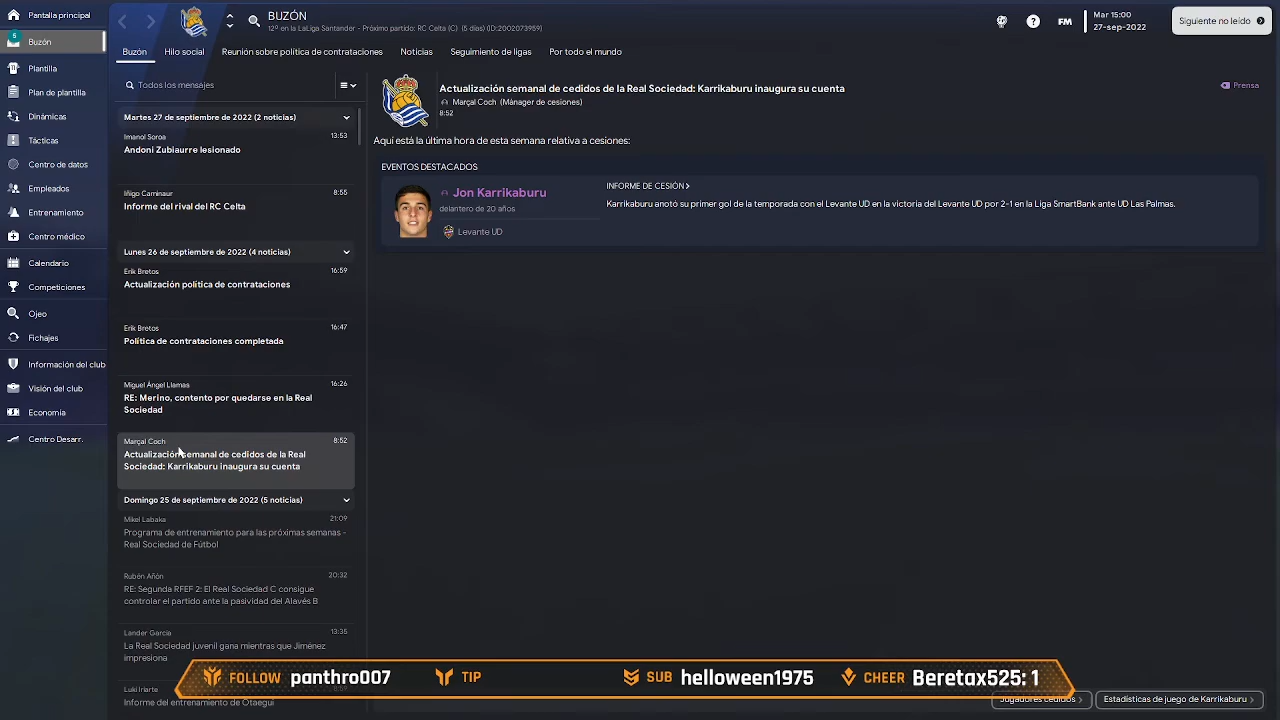 Principal
5
Buzón
Plantilla
Plan de plantilla
Dinámicas
Tácticas
Centro de datos
Empleados
Entrenamiento
Centro médico
Calendario
Competiciones
Ojeo
Fichajes
Información del club
Visión del club
Economía
Centro Desarr.
BUZÓN
12º en la LaLiga Santander - Próximo partido: RC Celta (C) (5 días (ID:2002073959)
?
FM
Mar 15:00
27-sep-2022
Siguiente no leído
Buzón
Hilo social
Reunión sobre política de contrataciones
Noticias
Seguimiento de ligas
Por todo el mundo
Todos los mensajes
Martes 27 de septiembre de 2022 (2 noticias)
Imanol Soroa 13:53
Andoni Zubiaurre lesionado
Iñigo Caminaur 8:55
Informe del rival del RC Celta
Lunes 26 de septiembre de 2022 (4 noticias)
Erik Bretos 16:59
Actualización política de contrataciones
Erik Bretos 16:47
Política de contrataciones completada
Miguel Ángel Llamas 16:26
RE: Merino, contento por quedarse en la Real
Sociedad
Marçal Coch 8:52
Actualización semanal de cedidos de la Real
Sociedad: Karrikaburu inaugura su cuenta
Domingo 25 de septiembre de 2022 (5 noticias)
Mikel Labaka 21:09
Programa de entrenamiento para las próximas semanas -
Real Sociedad de Fútbol
Rubén Añón 20:32
RE: Segunda RFEF 2: El Real Sociedad C consigue
controlar el partido ante la pasividad del Alavés B
Lander García 13:35
La Real Sociedad juvenil gana mientras que Jiménez
impresiona
Luki Iriarte
Informe del entrenamiento de Otaegui
Actualización semanal de cedidos de la Real Sociedad: Karrikaburu inaugura su cuenta
Marçal Coch (Mánager de cesiones)
8:52
Prensa
Aquí está la última hora de esta semana relativa a cesiones:
EVENTOS DESTACADOS
Jon Karrikaburu
delantero de 20 años
Levante UD
INFORME DE CESIÓN
Karrikaburu anotó su primer gol de la temporada con el Levante UD en la victoria del Levante UD por 2-1 en la Liga SmartBank ante UD Las Palmas.
FOLLOW panthro007
TIP
SUB helloween1975
CHEER Beretax525: 1
Jugadores cedidos
Estadísticas de juego de Karrikaburu